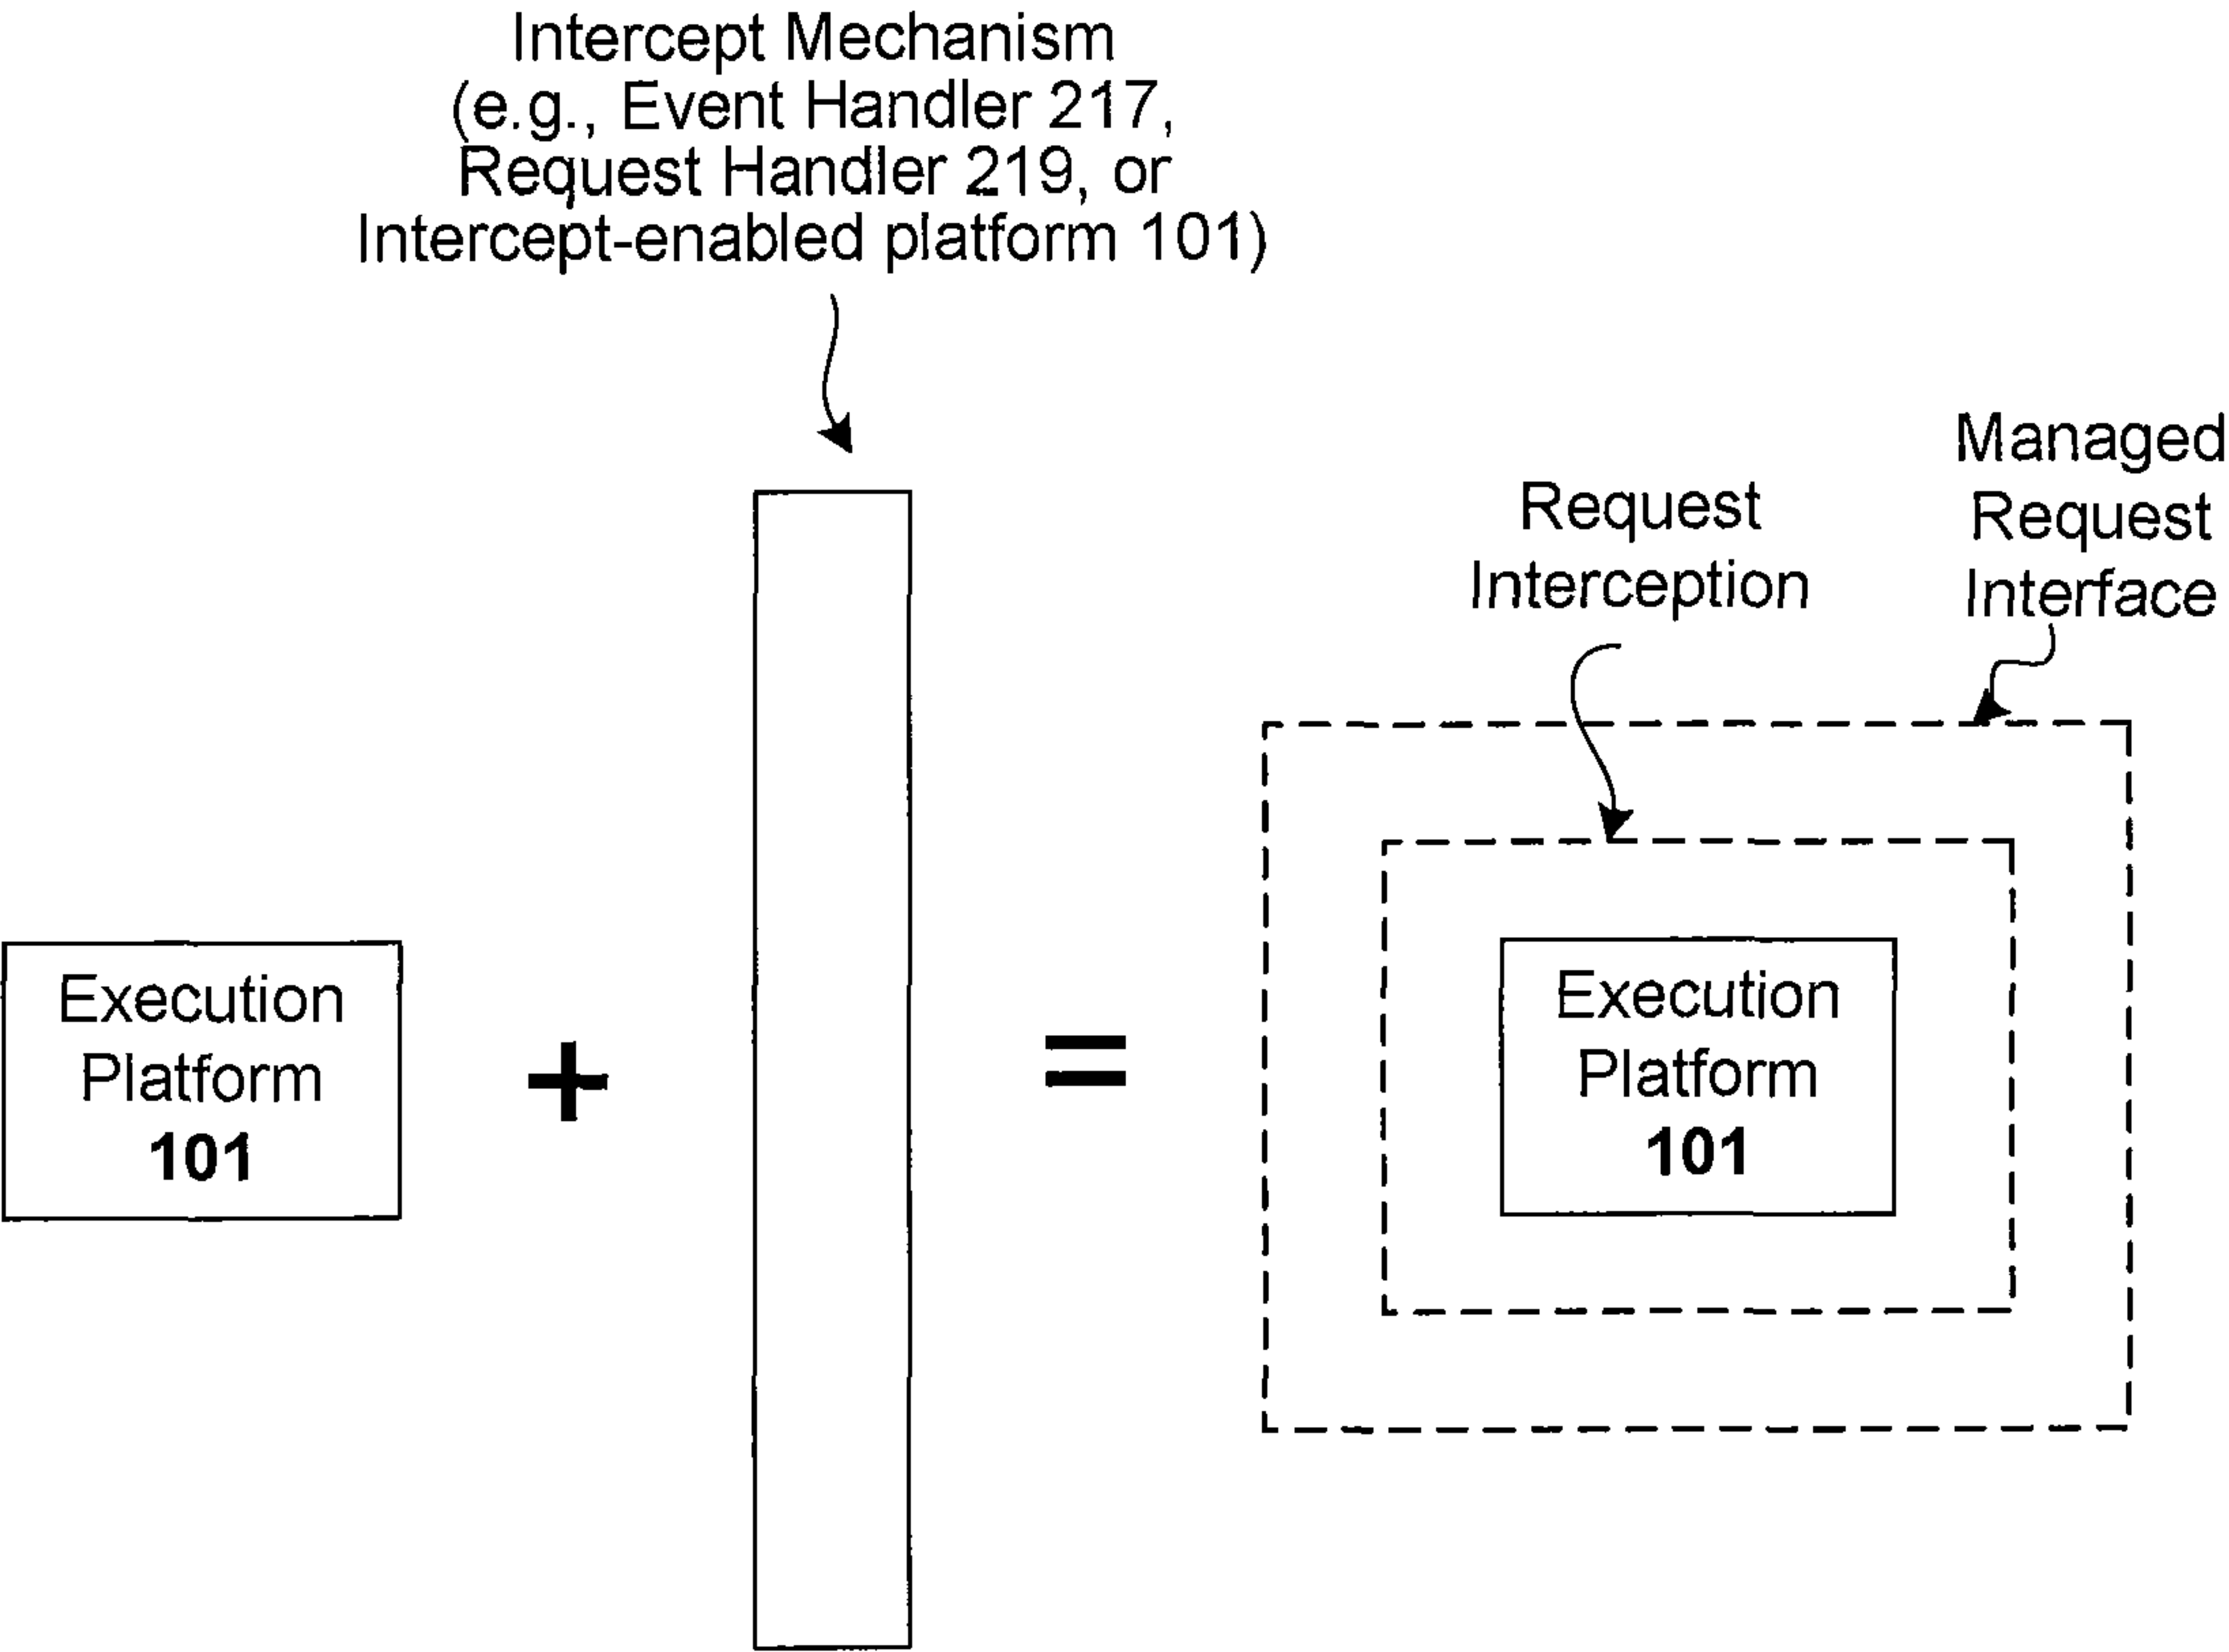 Intercept Mechanism
(e.g., Event Handler 217,
Request Handler 219, or
Intercept-enabled platform 101)
Managed
Request
Interface
Request
Interception
Execution
Platform
101
+
=
Execution
Platform
101